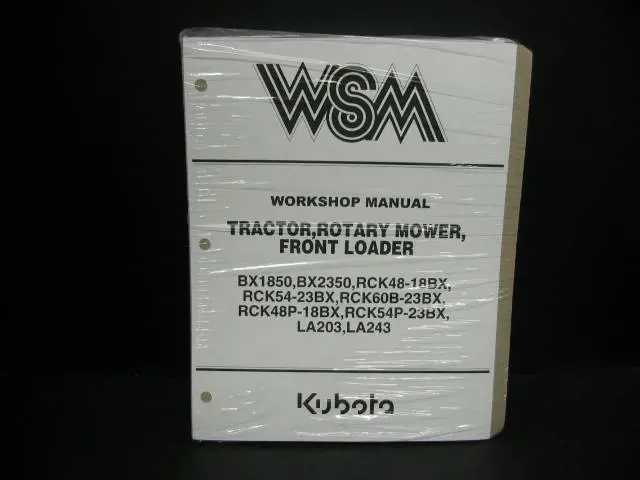 WSM
WORKSHOP MANUAL
TRACTOR,ROTARY MOWER,
FRONT LOADER
BX1850,BX2350,RCK48-18BX,
RCK54-23BX,RCK60B-23BX,
RCK48P-18BX,RCK54P-23BX,
LA203,LA243
Kubota